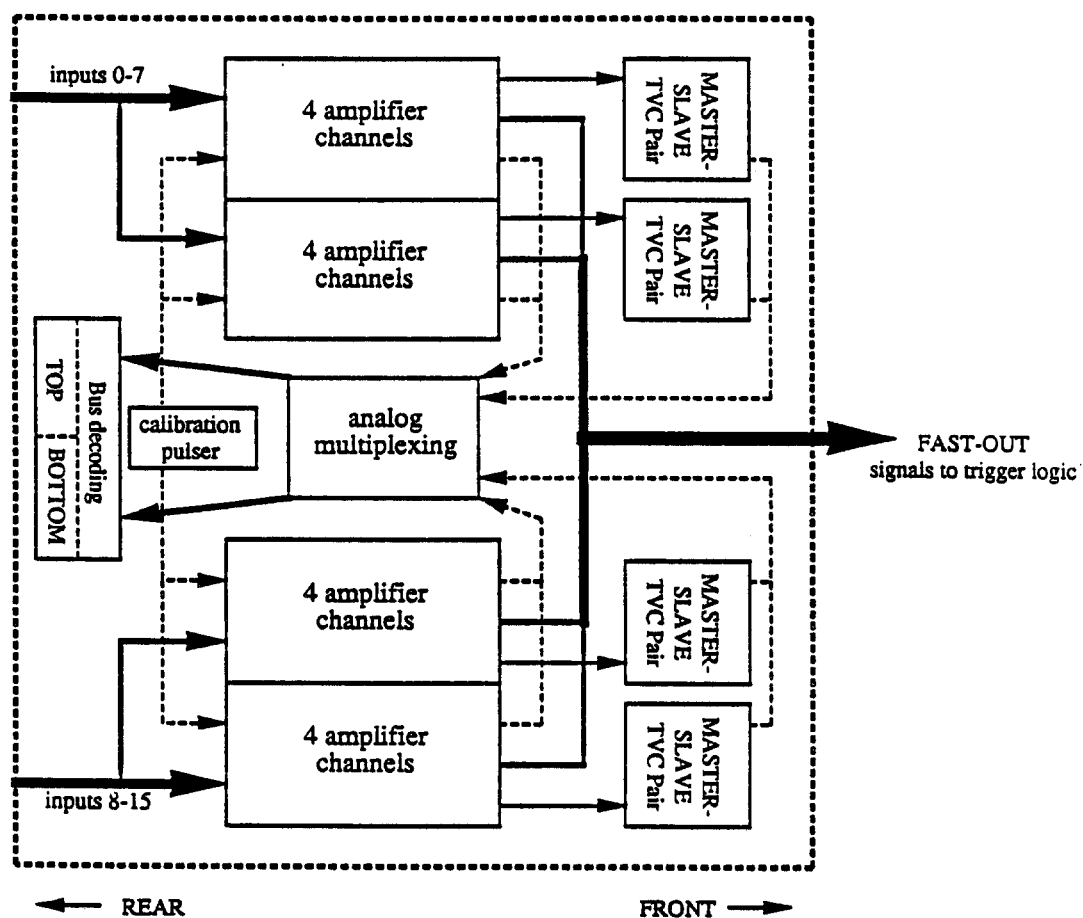 inputs 0-7
4 amplifier
channels
4 amplifier
channels
MASTER-
SLAVE
TVC Pair
MASTER-
SLAVE
TVC Pair
TOP
BOTTOM
Bus decoding
calibration
pulser
analog
multiplexing
FAST-OUT
signals to trigger logic
4 amplifier
channels
4 amplifier
channels
MASTER-
SLAVE
TVC Pair
MASTER-
SLAVE
TVC Pair
inputs 8-15
REAR
FRONT